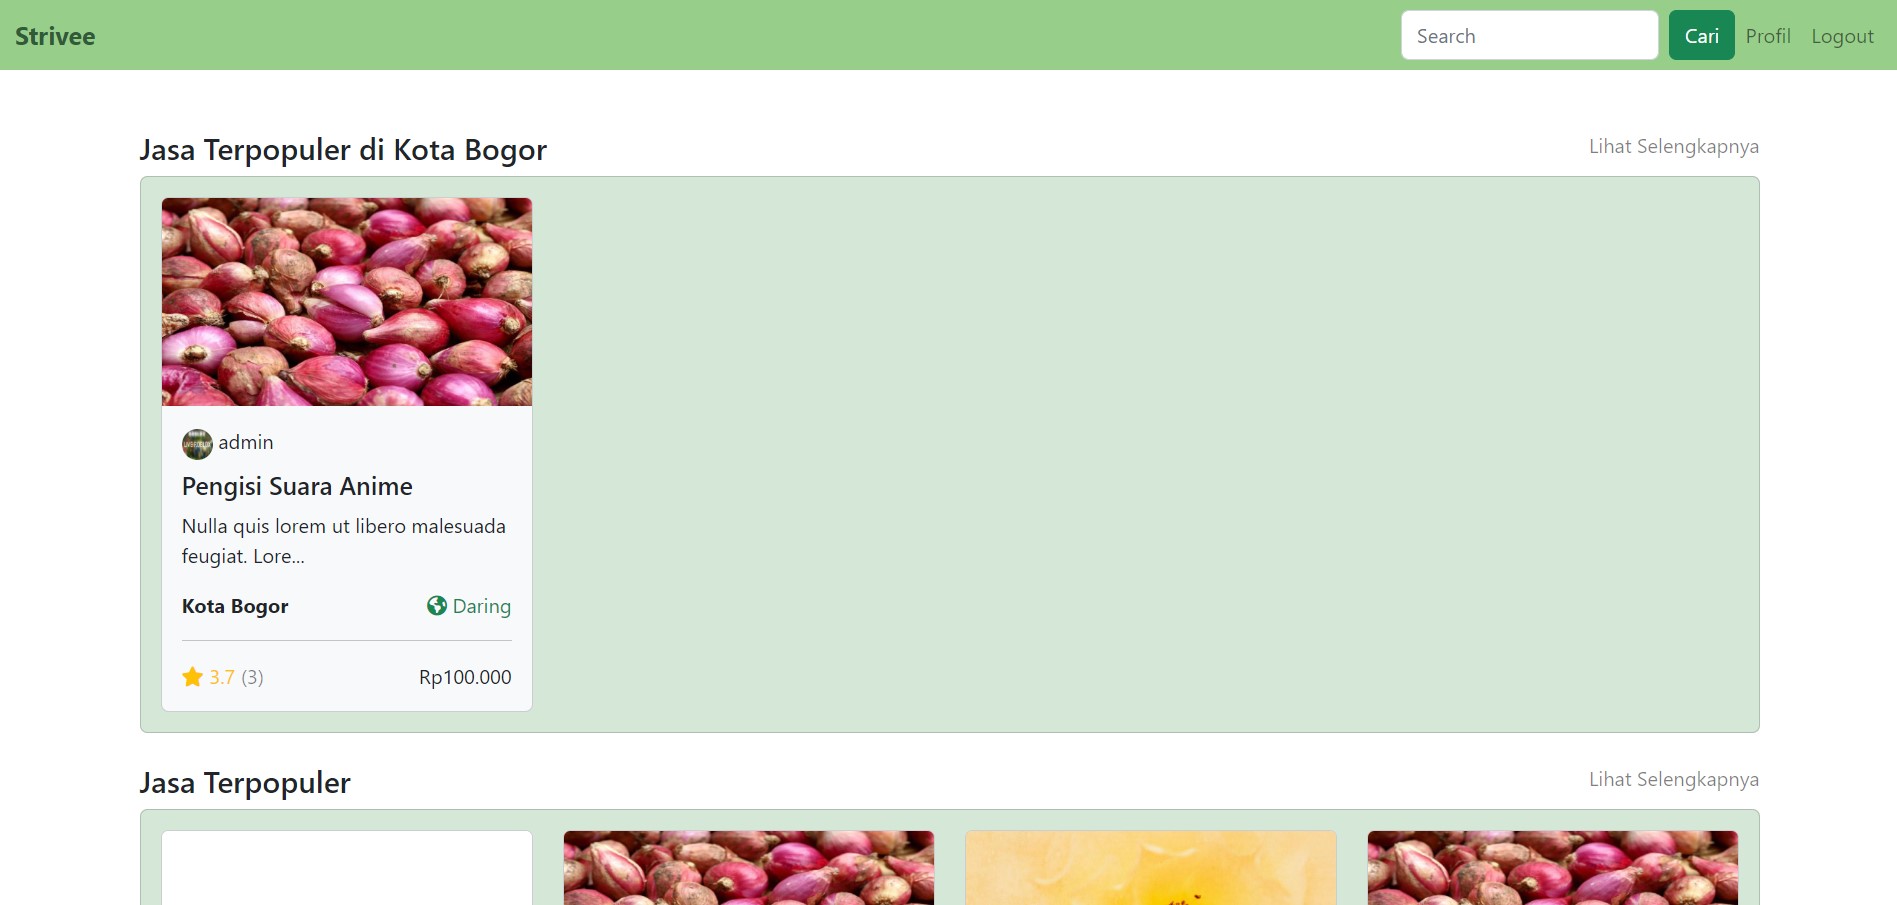 Strivee
Search
Cari
Profil
Logout
Jasa Terpopuler di Kota Bogor
Lihat Selengkapnya
admin
Pengisi Suara Anime
Nulla quis lorem ut libero malesuada
feugiat. Lore...
Kota Bogor
Daring
3.7 (3)
Rp100.000
Jasa Terpopuler
Lihat Selengkapnya